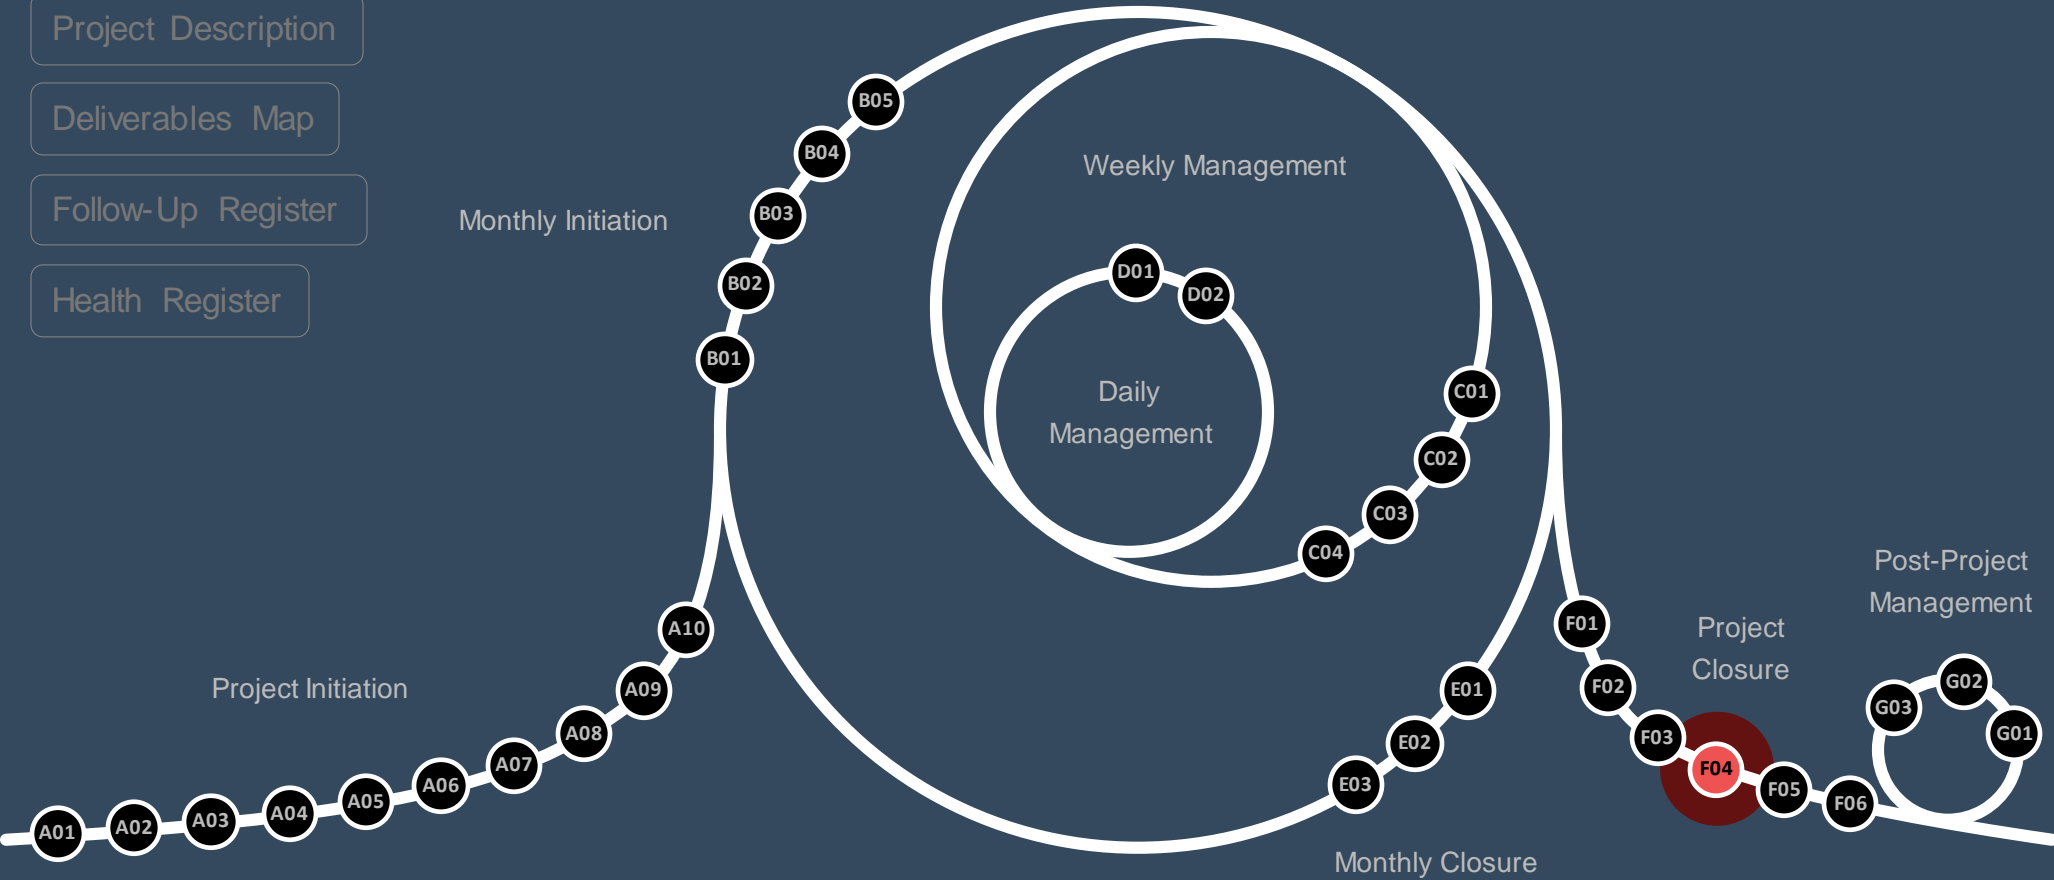 Project Description
Deliverables Map
Follow-Up Register
Health Register
Monthly Initiation
B05
B04
B03
B02
B01
Weekly Management
D01
D02
Daily
Management
C01
C02
C03
C04
Project Initiation
A01
A02
A03
A04
A05
A06
A07
A08
A09
A10
E01
E02
E03
Monthly Closure
F01
F02
F03
F04
F05
F06
Project
Closure
Post-Project
Management
G03
G02
G01